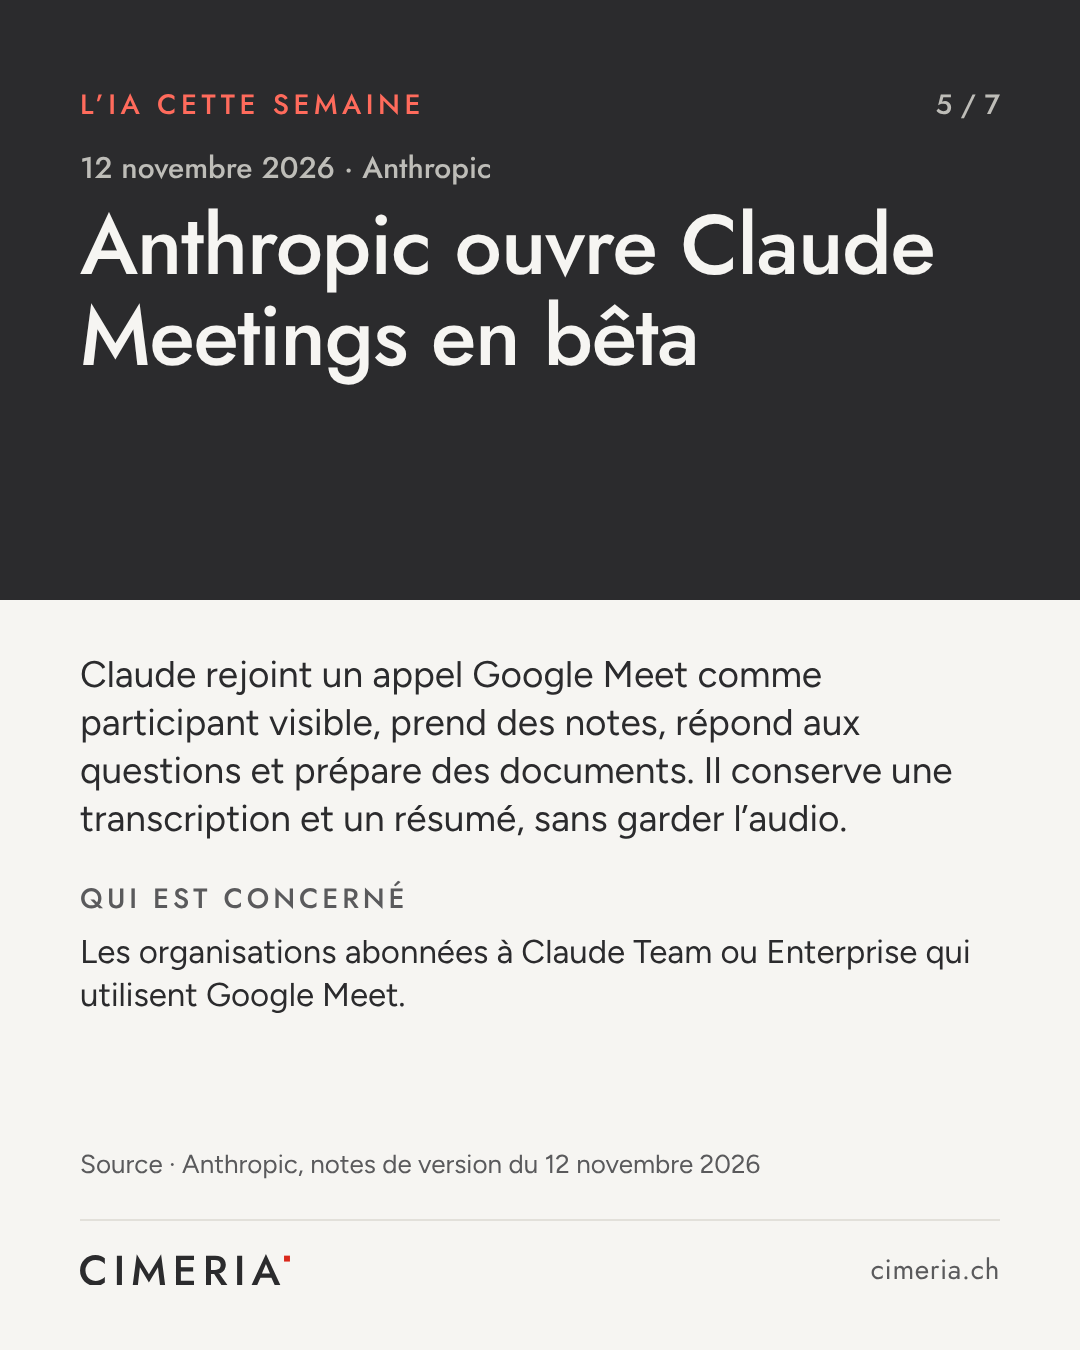 L’IA CETTE SEMAINE
5 / 7
12 novembre 2026 · Anthropic
Anthropic ouvre Claude
Meetings en bêta
Claude rejoint un appel Google Meet comme
participant visible, prend des notes, répond aux
questions et prépare des documents. Il conserve une
transcription et un résumé, sans garder l’audio.
QUI EST CONCERNÉ
Les organisations abonnées à Claude Team ou Enterprise qui
utilisent Google Meet.
Source · Anthropic, notes de version du 12 novembre 2026
CIMERIA
cimeria.ch